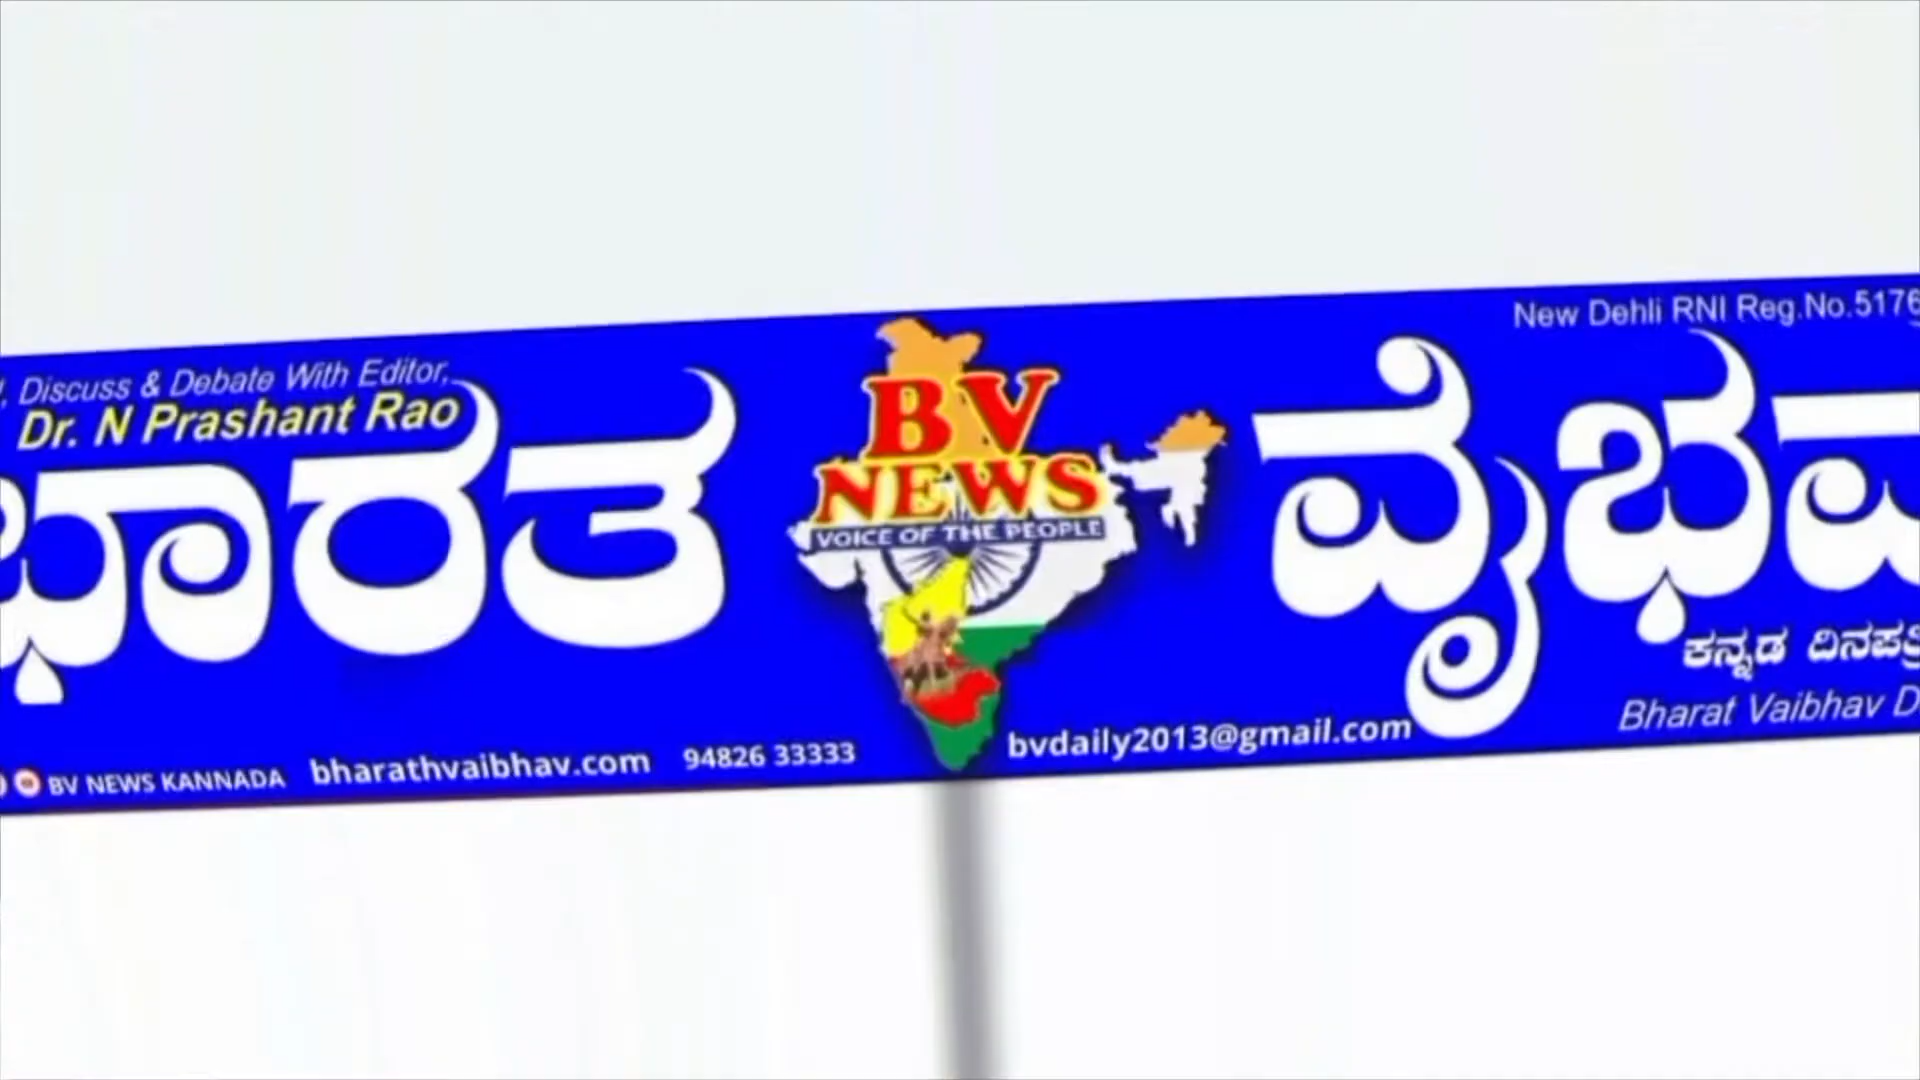 Discuss & Debate With Editor,
Dr. N Prashant Rao
New Dehli RNI Reg.No.5176
ಭಾರತ
BV
NEWS
VOICE OF THE PEOPLE
ವೈಭವ
ಕನ್ನಡ
Bharat Vaibhav
BV NEWS KANNADA
bharathvaibhav.com
94826 33333
bvdaily2013@gmail.com